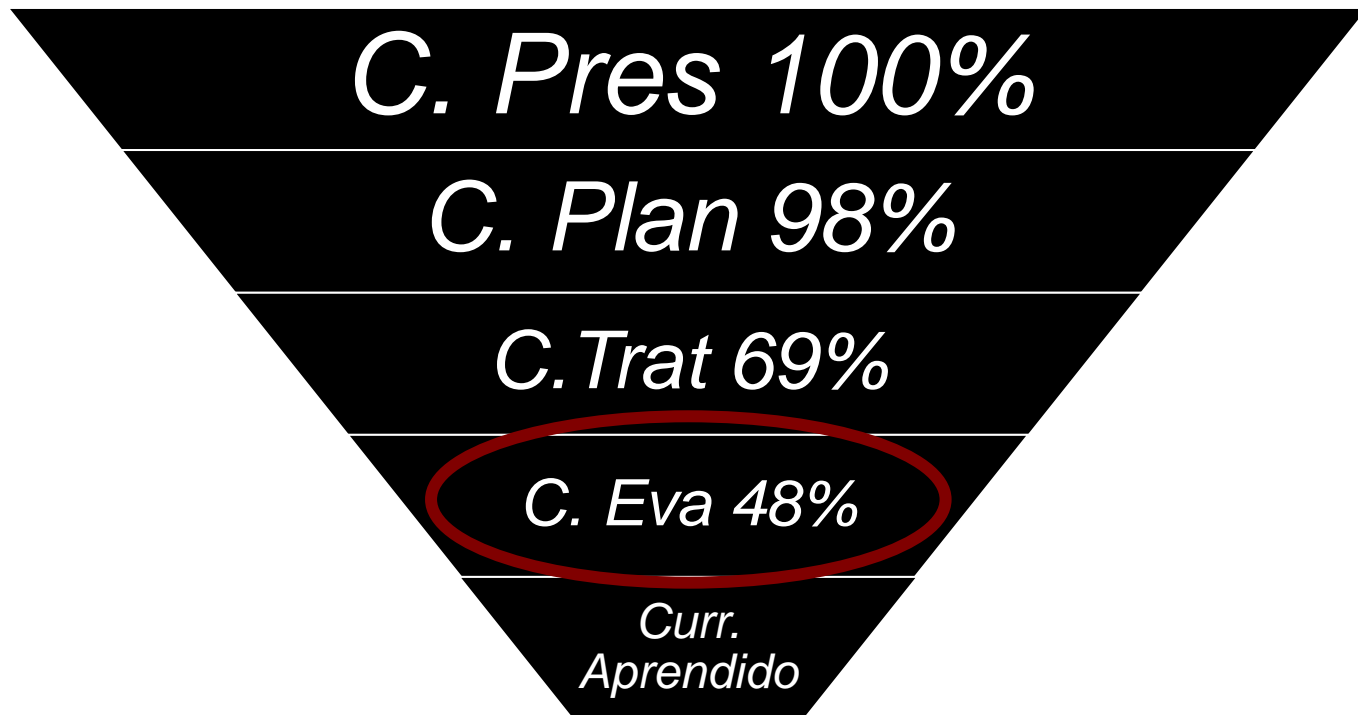 C. Pres 100%
C. Plan 98%
C.Trat 69%
C. Eva 48%
Curr.
Aprendido